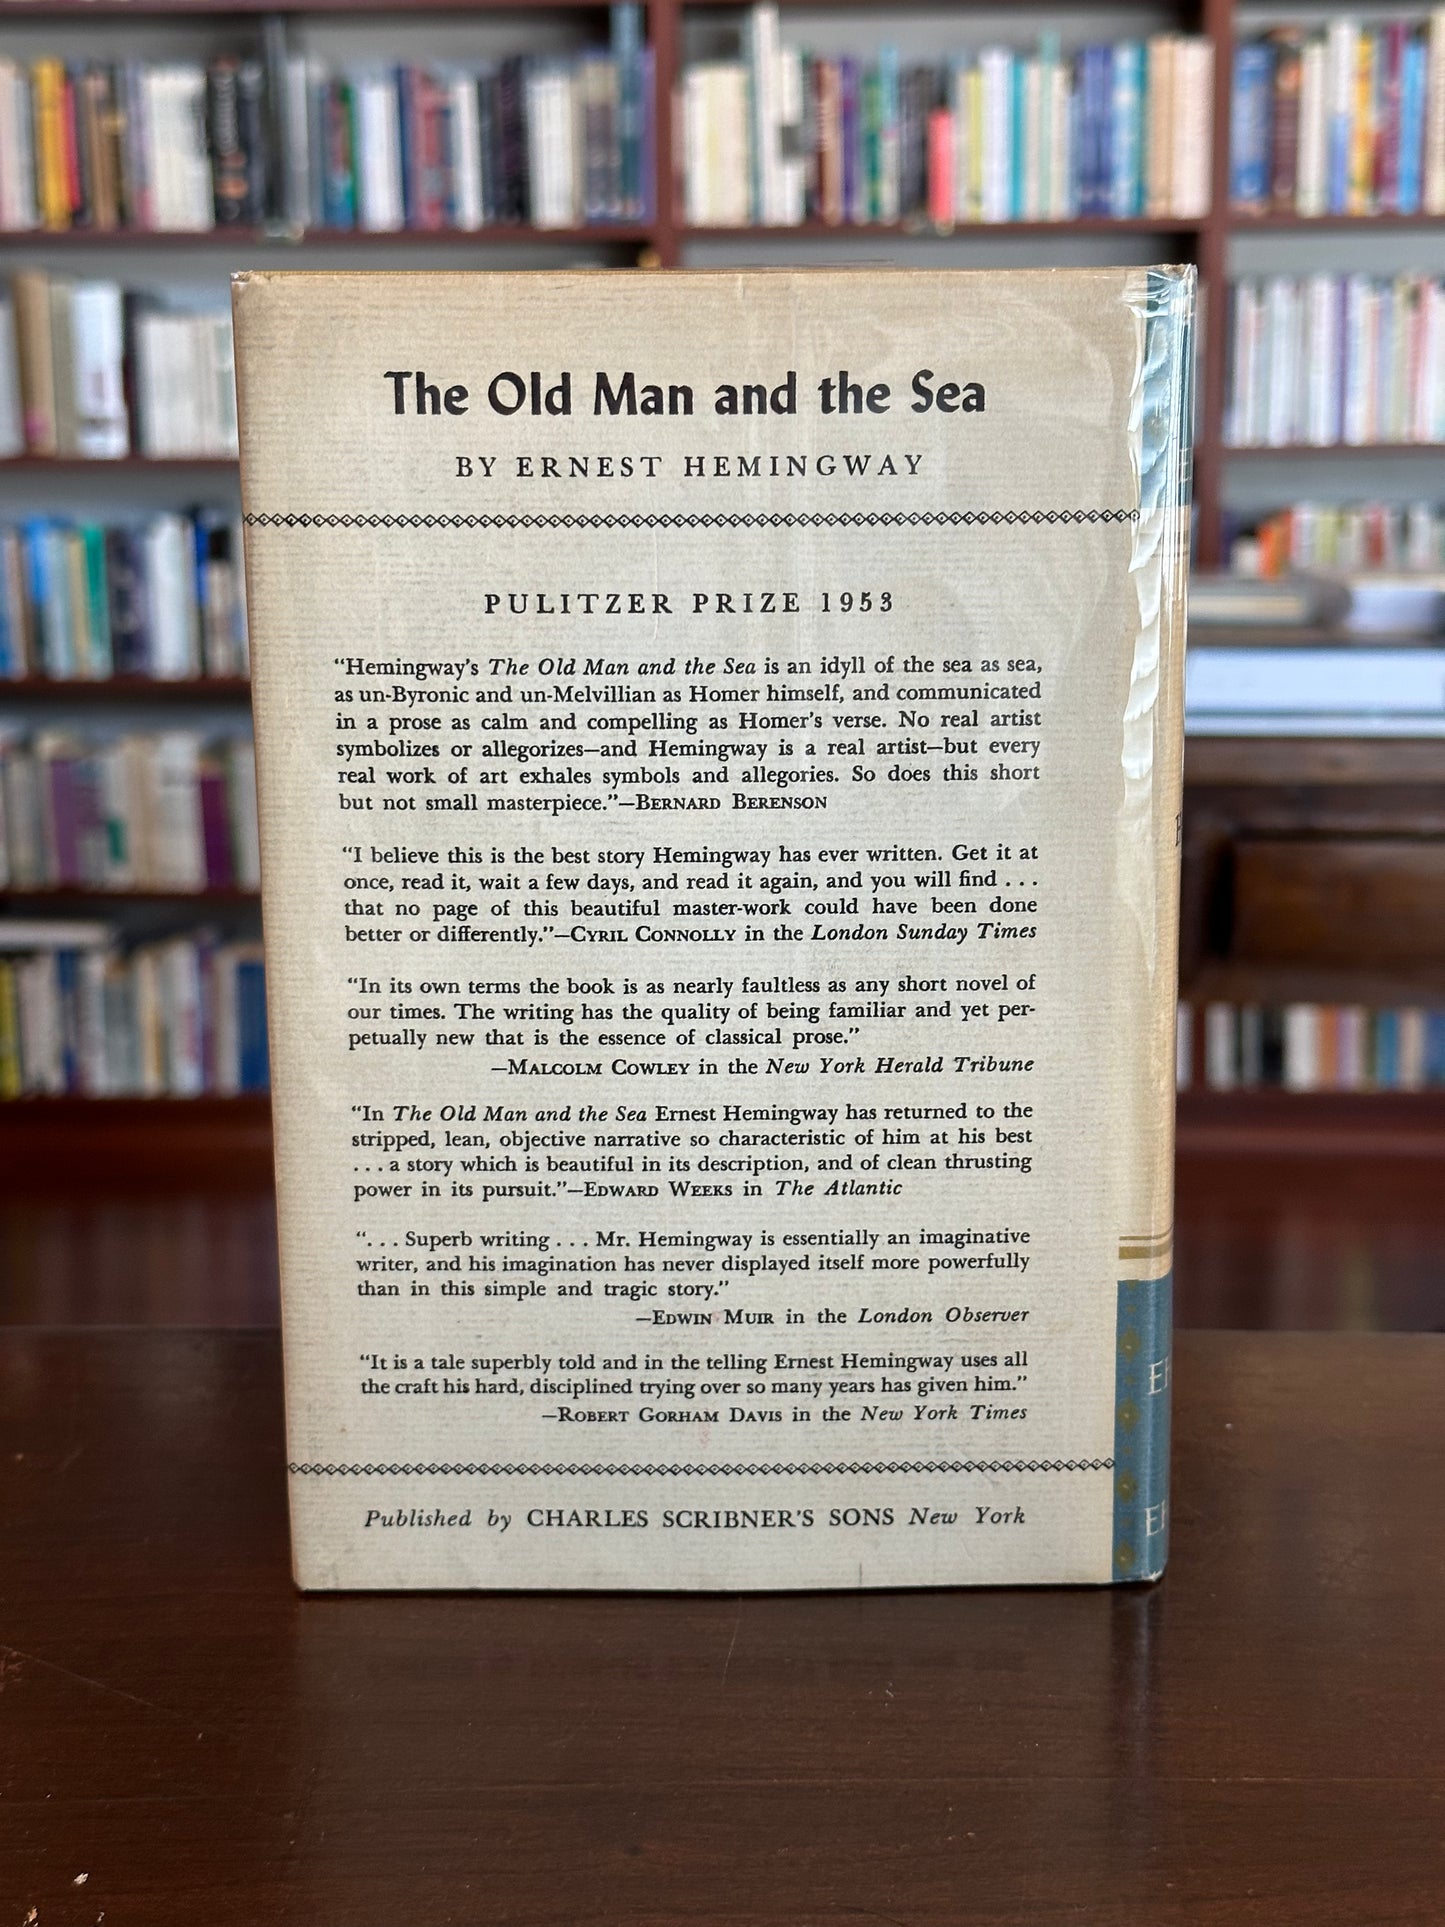 The Old Man and the Sea
BY ERNEST HEMINGWAY
PULITZER PRIZE 1953
“Hemingway’s The Old Man and the Sea is an idyll of the sea as sea,
as un-Byronic and un-Melvillian as Homer himself, and communicated
in a prose as calm and compelling as Homer’s verse. No real artist
symbolizes or allegorizes—and Hemingway is a real artist—but every
real work of art exhales symbols and allegories. So does this short
but not small masterpiece.”—BERNARD BERENSON
“I believe this is the best story Hemingway has ever written. Get it at
once, read it, wait a few days, and read it again, and you will find . . .
that no page of this beautiful master-work could have been done
better or differently.”—CYRIL CONNOLLY in the London Sunday Times
“In its own terms the book is as nearly faultless as any short novel of
our times. The writing has the quality of being familiar and yet per-
petually new that is the essence of classical prose.”
—MALCOLM COWLEY in the New York Herald Tribune
“In The Old Man and the Sea Ernest Hemingway has returned to the
stripped, lean, objective narrative so characteristic of him at his best
. . . a story which is beautiful in its description, and of clean thrusting
power in its pursuit.”—EDWARD WEEKS in The Atlantic
“. . . Superb writing . . . Mr. Hemingway is essentially an imaginative
writer, and his imagination has never displayed itself more powerfully
than in this simple and tragic story.”
—EDWIN MUIR in the London Observer
“It is a tale superbly told and in the telling Ernest Hemingway uses all
the craft his hard, disciplined trying over so many years has given him.”
—ROBERT GORHAM DAVIS in the New York Times
Published by CHARLES SCRIBNER’S SONS New York